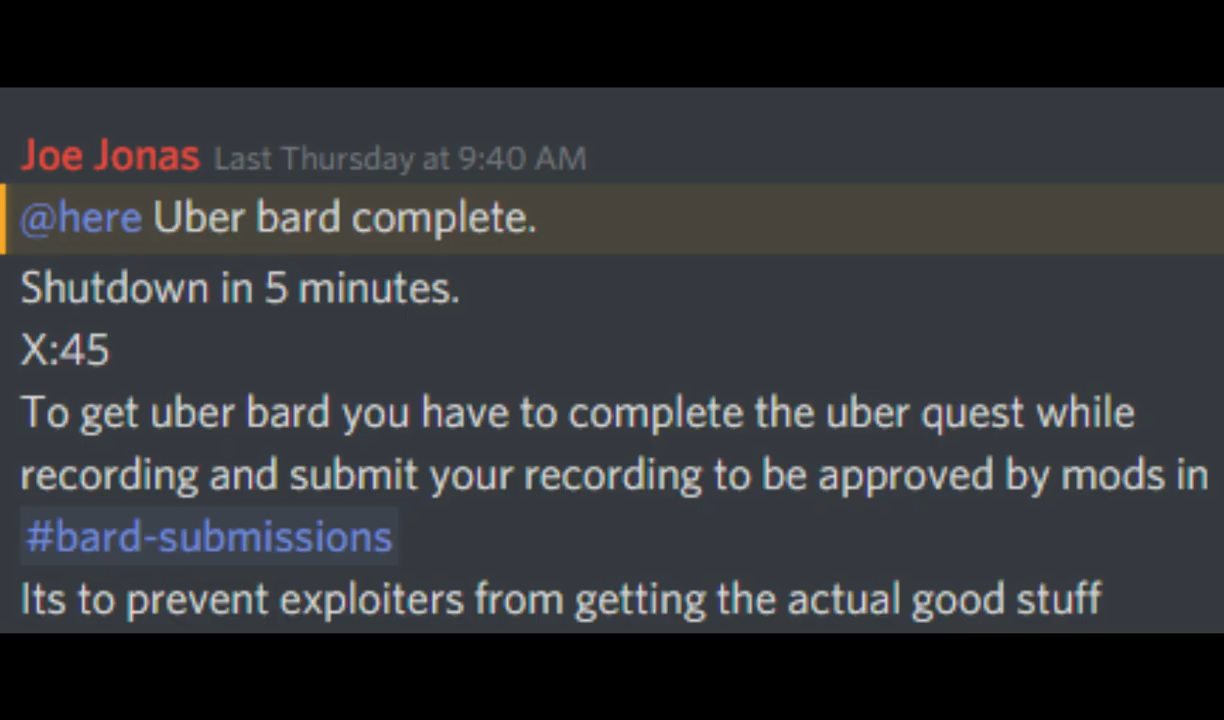 Joe Jonas Last Thursday at 9:40 AM
@here Uber bard complete.
Shutdown in 5 minutes.
X:45
To get uber bard you have to complete the uber quest while
recording and submit your recording to be approved by mods in
#bard-submissions
Its to prevent exploiters from getting the actual good stuff